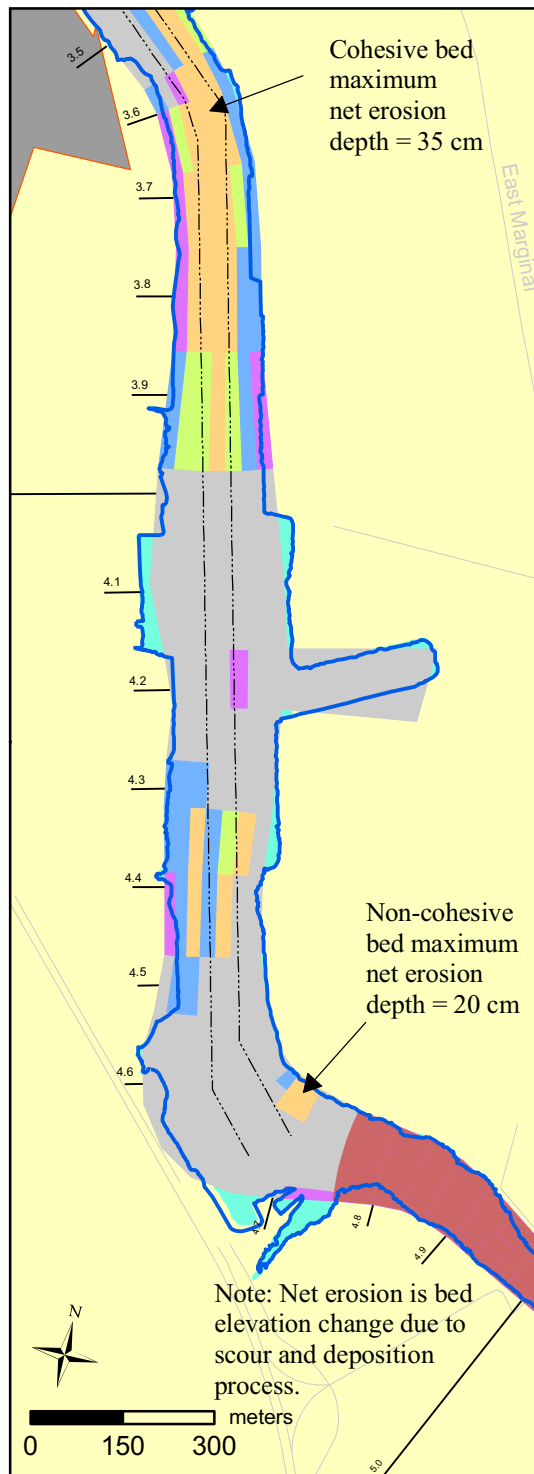 3.5
Cohesive bed
maximum
net erosion
depth = 35 cm
3.6
East Marginal
3.7
3.8
3.9
4.1
4.2
4.3
4.4
Non-cohesive
bed maximum
net erosion
depth = 20 cm
4.5
4.6
4.7
4.8
4.9
Note: Net erosion is bed
elevation change due to
scour and deposition
process.
N
meters
0 150 300
5.0